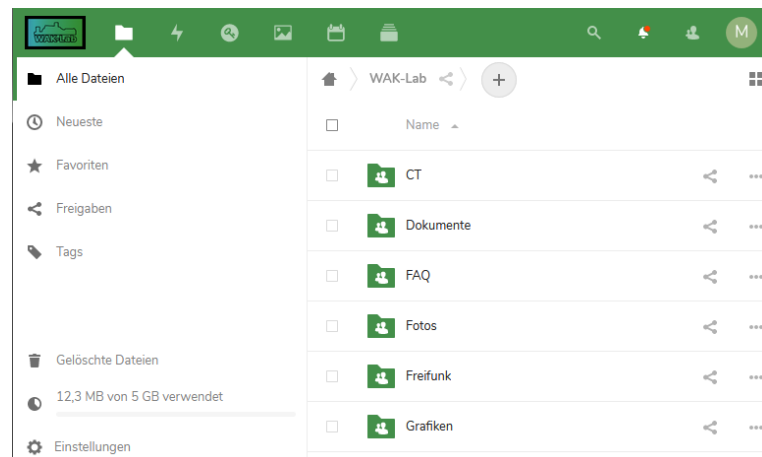 WAK-Lab
M
Alle Dateien
WAK-Lab
Neueste
Name
Favoriten
CT
Freigaben
Dokumente
Tags
FAQ
Fotos
Gelöschte Dateien
Freifunk
12,3 MB von 5 GB verwendet
Grafiken
Einstellungen